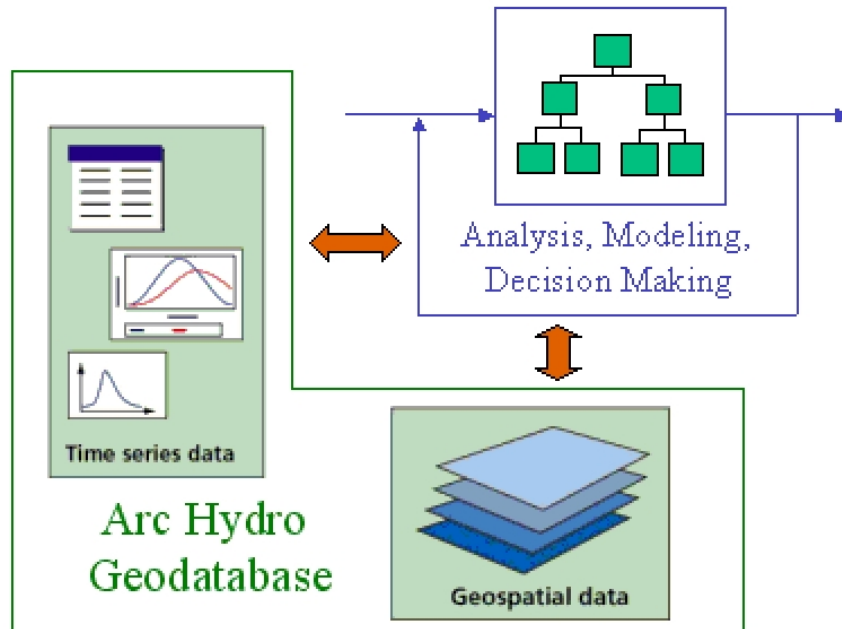 Analysis, Modeling,
Decision Making
Time series data
Arc Hydro
Geodatabase
Geospatial data